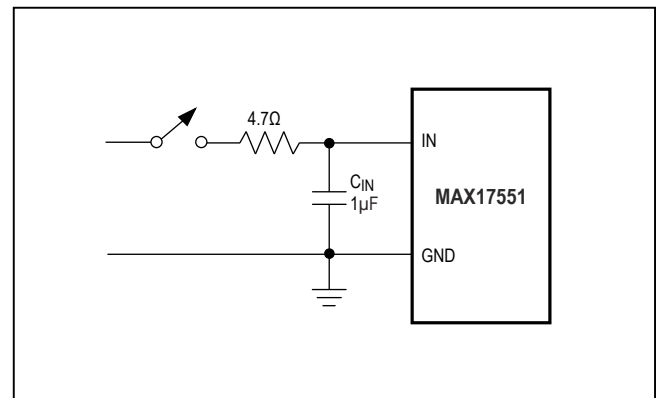 4.7Ω
IN
CIN
1µF
MAX17551
GND